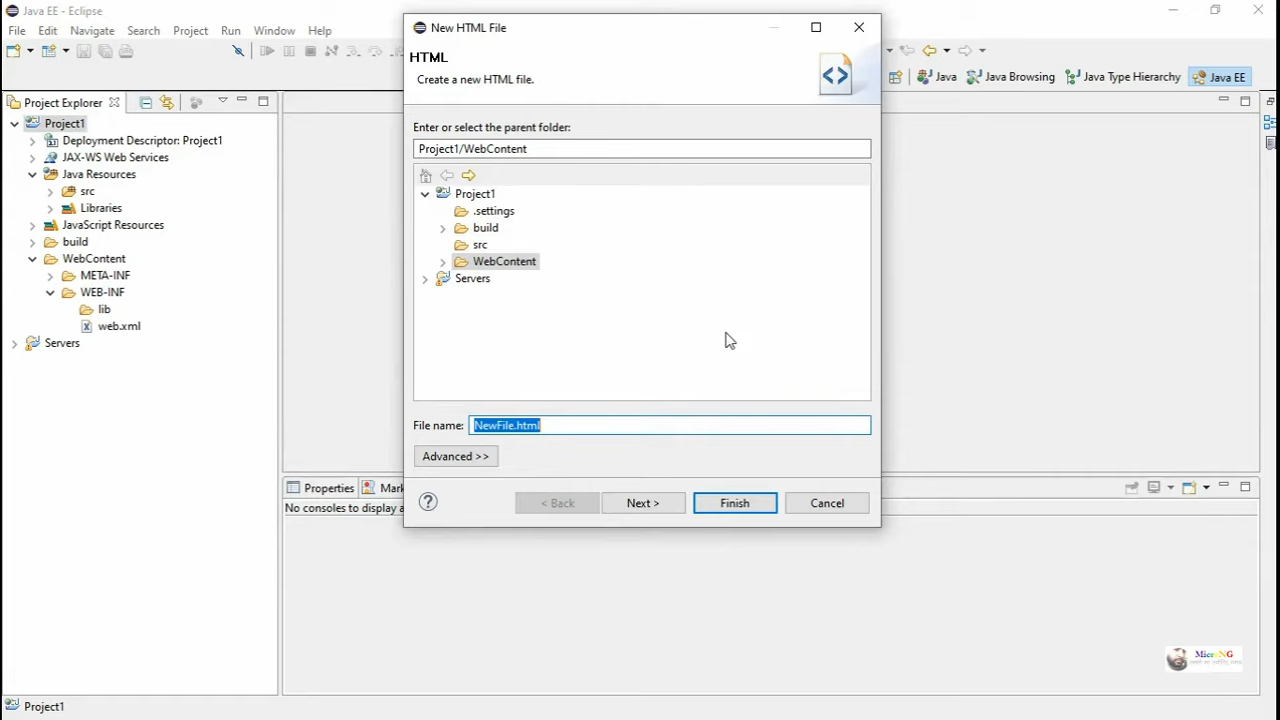 Java EE - Eclipse
File Edit Navigate Search Project Run Window Help
Java Java Browsing Java Type Hierarchy Java EE
Project Explorer
Project1
Deployment Descriptor: Project1
JAX-WS Web Services
Java Resources
src
Libraries
JavaScript Resources
build
WebContent
META-INF
WEB-INF
lib
web.xml
Servers
New HTML File
HTML
Create a new HTML file.
Enter or select the parent folder:
Project1/WebContent
Project1
.settings
build
src
WebContent
Servers
File name: NewFile.html
Advanced >>
< Back Next > Finish Cancel
Properties Mark
No consoles to display a
MicroNG
Project1